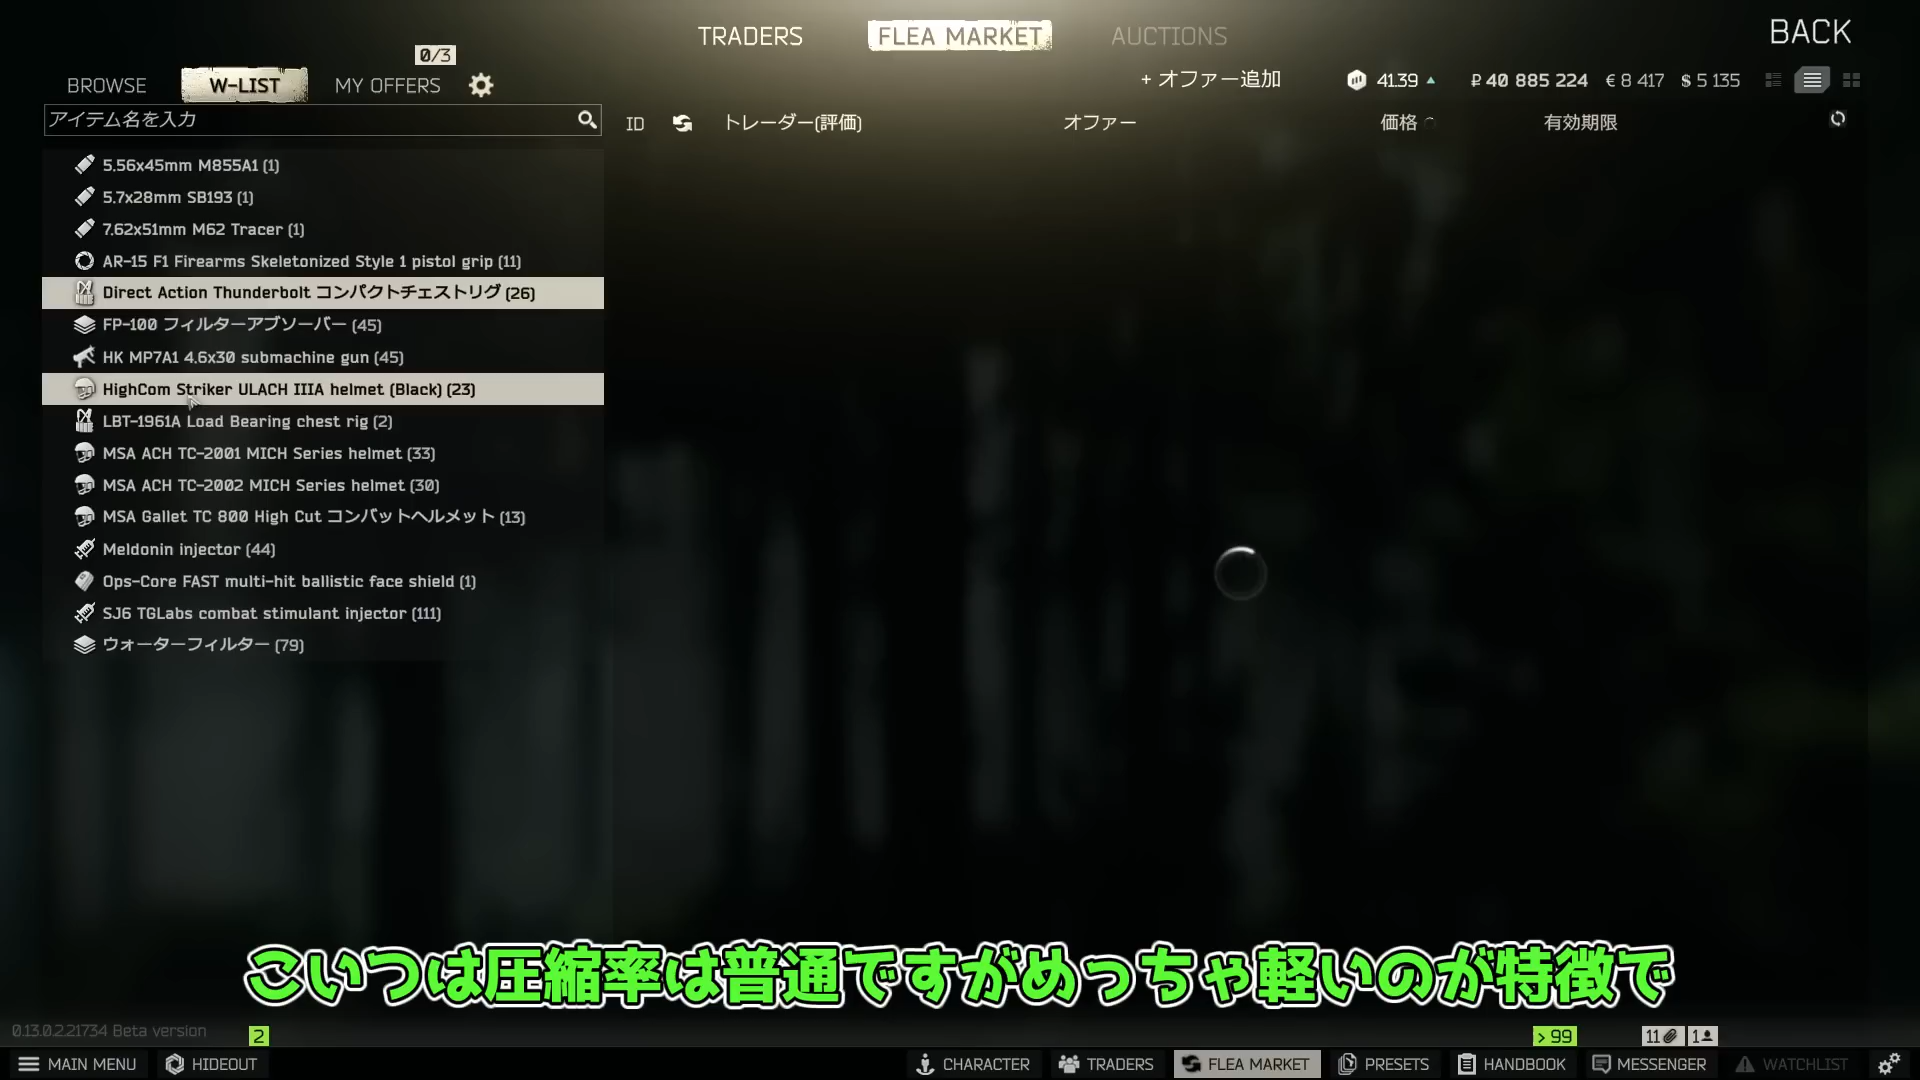 TRADERS
FLEA MARKET
AUCTIONS
BACK
0/3
BROWSE
W-LIST
MY OFFERS
+ オファー追加
41.39
₽ 40 885 224
€ 8 417
$ 5 135
アイテム名を入力
ID
トレーダー(評価)
オファー
価格
有効期限
5.56x45mm M855A1 (1)
5.7x28mm SB193 (1)
7.62x51mm M62 Tracer (1)
AR-15 F1 Firearms Skeletonized Style 1 pistol grip (11)
Direct Action Thunderbolt コンパクトチェストリグ (26)
FP-100 フィルターアブソーバー (45)
HK MP7A1 4.6x30 submachine gun (45)
HighCom Striker ULACH IIIA helmet (Black) (23)
LBT-1961A Load Bearing chest rig (2)
MSA ACH TC-2001 MICH Series helmet (33)
MSA ACH TC-2002 MICH Series helmet (30)
MSA Gallet TC 800 High Cut コンバットヘルメット (13)
Meldonin injector (44)
Ops-Core FAST multi-hit ballistic face shield (1)
SJ6 TGLabs combat stimulant injector (111)
ウォーターフィルター (79)
こいつは圧縮率は普通ですがめっちゃ軽いのが特徴で
0.13.0.2.21734 Beta version
2
> 99
11
1
MAIN MENU
HIDEOUT
CHARACTER
TRADERS
FLEA MARKET
PRESETS
HANDBOOK
MESSENGER
WATCHLIST